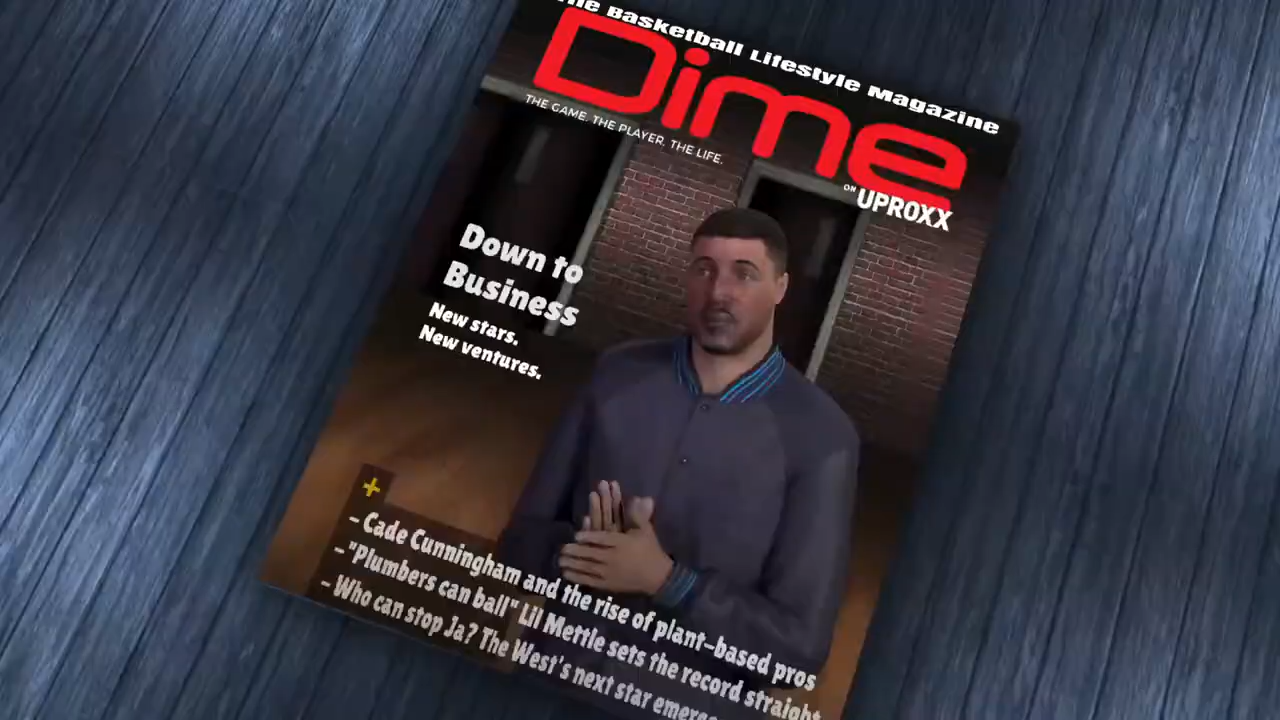 The Basketball Lifestyle Magazine
Dime
THE GAME. THE PLAYER. THE LIFE.
ON UPROXX
Down to
Business
New stars.
New ventures.
+
– Cade Cunningham and the rise of plant-based pros
– "Plumbers can ball" Lil Mettle sets the record straight
– Who can stop Ja? The West's next star